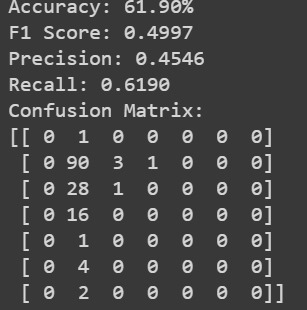 Accuracy: 61.90%
F1 Score: 0.4997
Precision: 0.4546
Recall: 0.6190
Confusion Matrix:
[[ 0  1  0  0  0  0  0]
 [ 0 90  3  1  0  0  0]
 [ 0 28  1  0  0  0  0]
 [ 0 16  0  0  0  0  0]
 [ 0  1  0  0  0  0  0]
 [ 0  4  0  0  0  0  0]
 [ 0  2  0  0  0  0  0]]